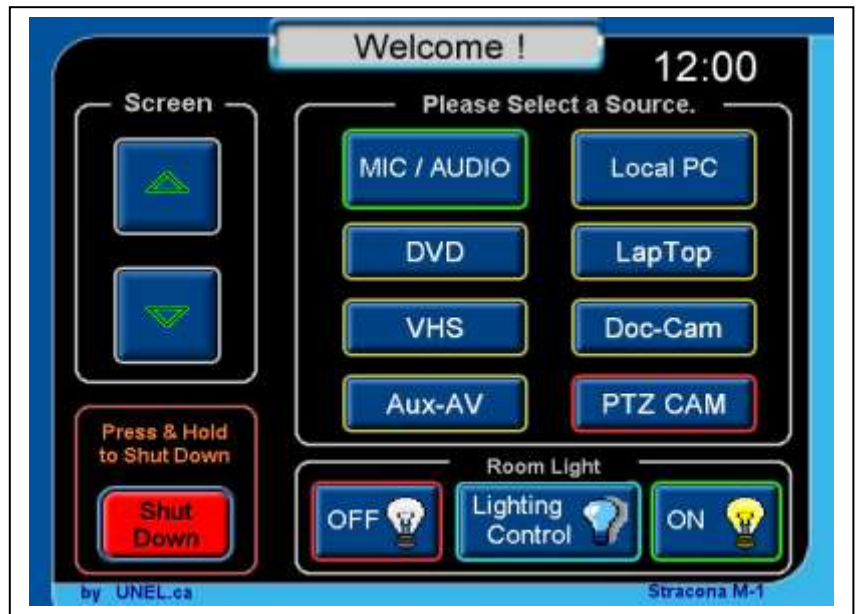 Welcome !
12:00
Screen
Please Select a Source.
MIC / AUDIO
Local PC
DVD
LapTop
VHS
Doc-Cam
Aux-AV
PTZ CAM
Press & Hold
to Shut Down
Shut
Down
Room Light
OFF
Lighting
Control
ON
by UNEL.ca
Stracona M-1